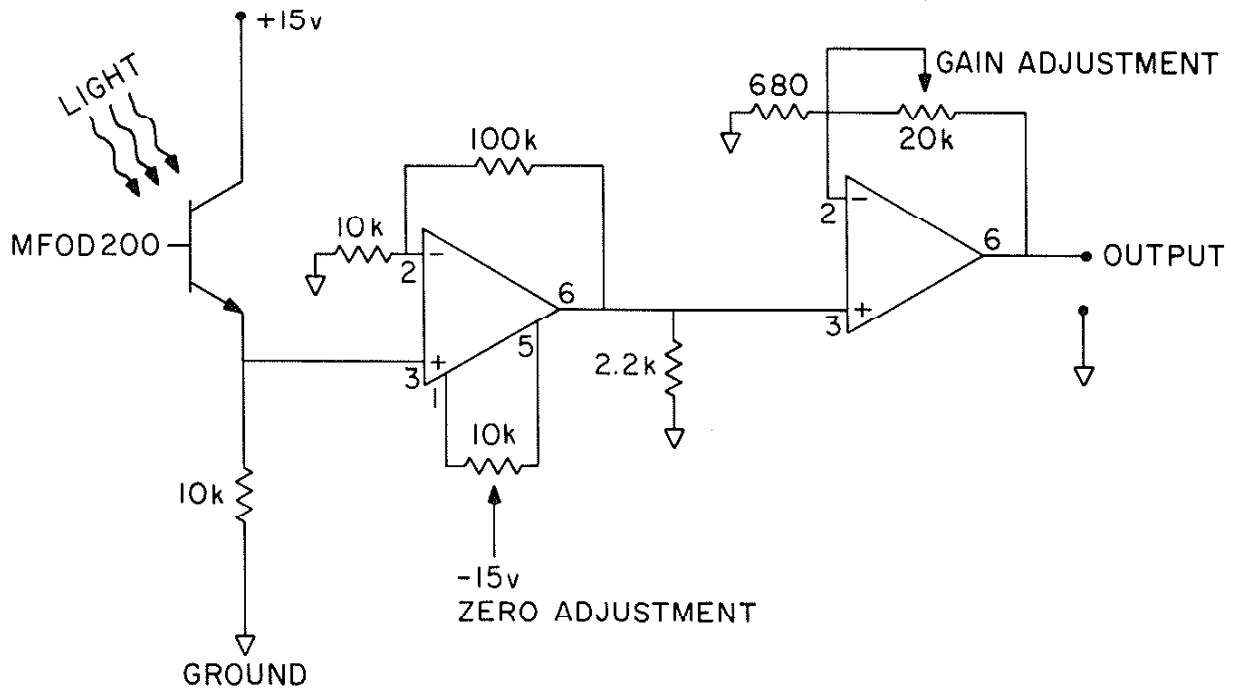 +15v
LIGHT
MFOD200
10k
GROUND
10k
100k
2
−
6
5
3
+
1
10k
-15v
ZERO ADJUSTMENT
2.2k
680
GAIN ADJUSTMENT
20k
2
−
6
3
+
OUTPUT